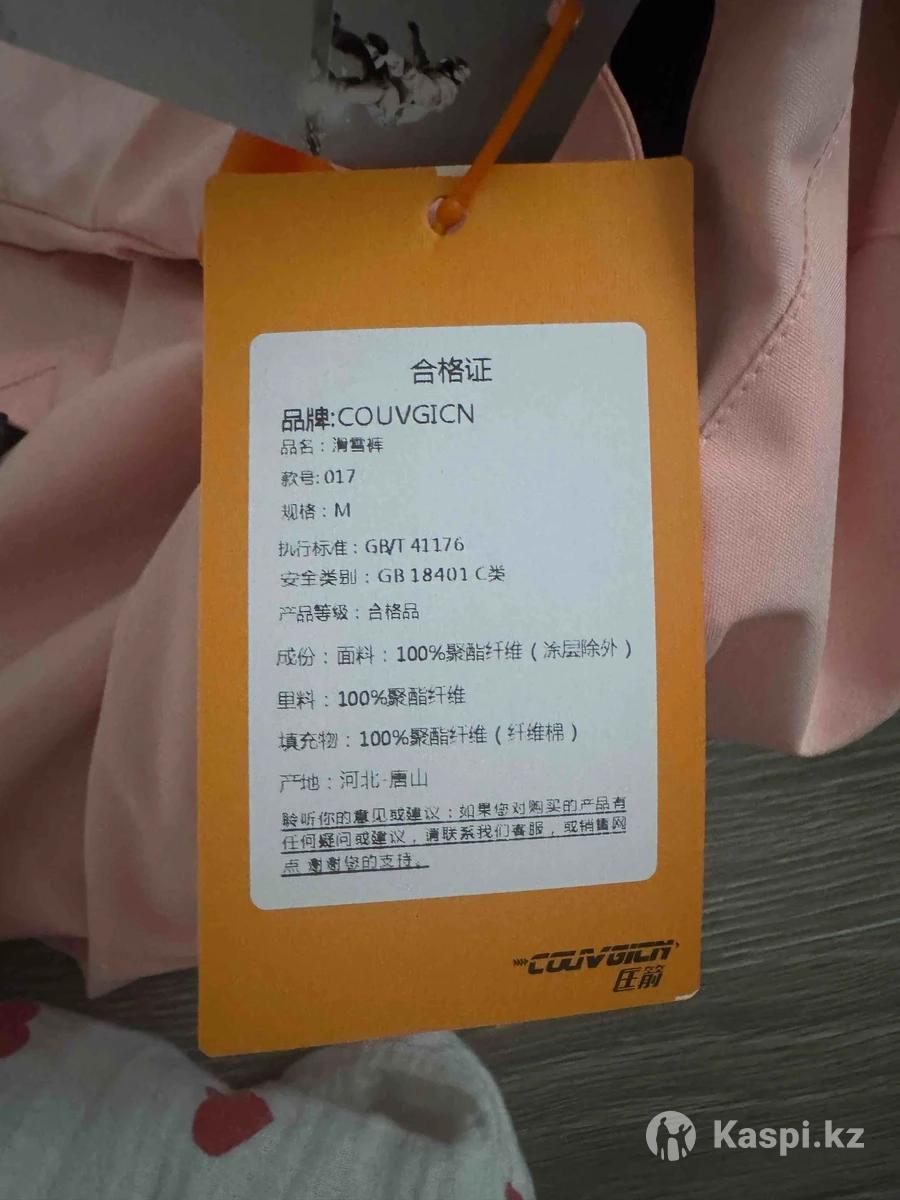 合格证
品牌:COUVGICN
品名：滑雪裤
款号:017
规格：M
执行标准：GB/T 41176
安全类别：GB 18401 C类
产品等级：合格品
成份：面料：100%聚酯纤维（涂层除外）
里料：100%聚酯纤维
填充物：100%聚酯纤维（纤维棉）
产地：河北-唐山
聆听你的意见或建议：如果您对购买的产品有
任何疑问或建议，请联系我们客服，或销售网
点 谢谢您的支持。
COUVGICN
匡箭
Kaspi.kz